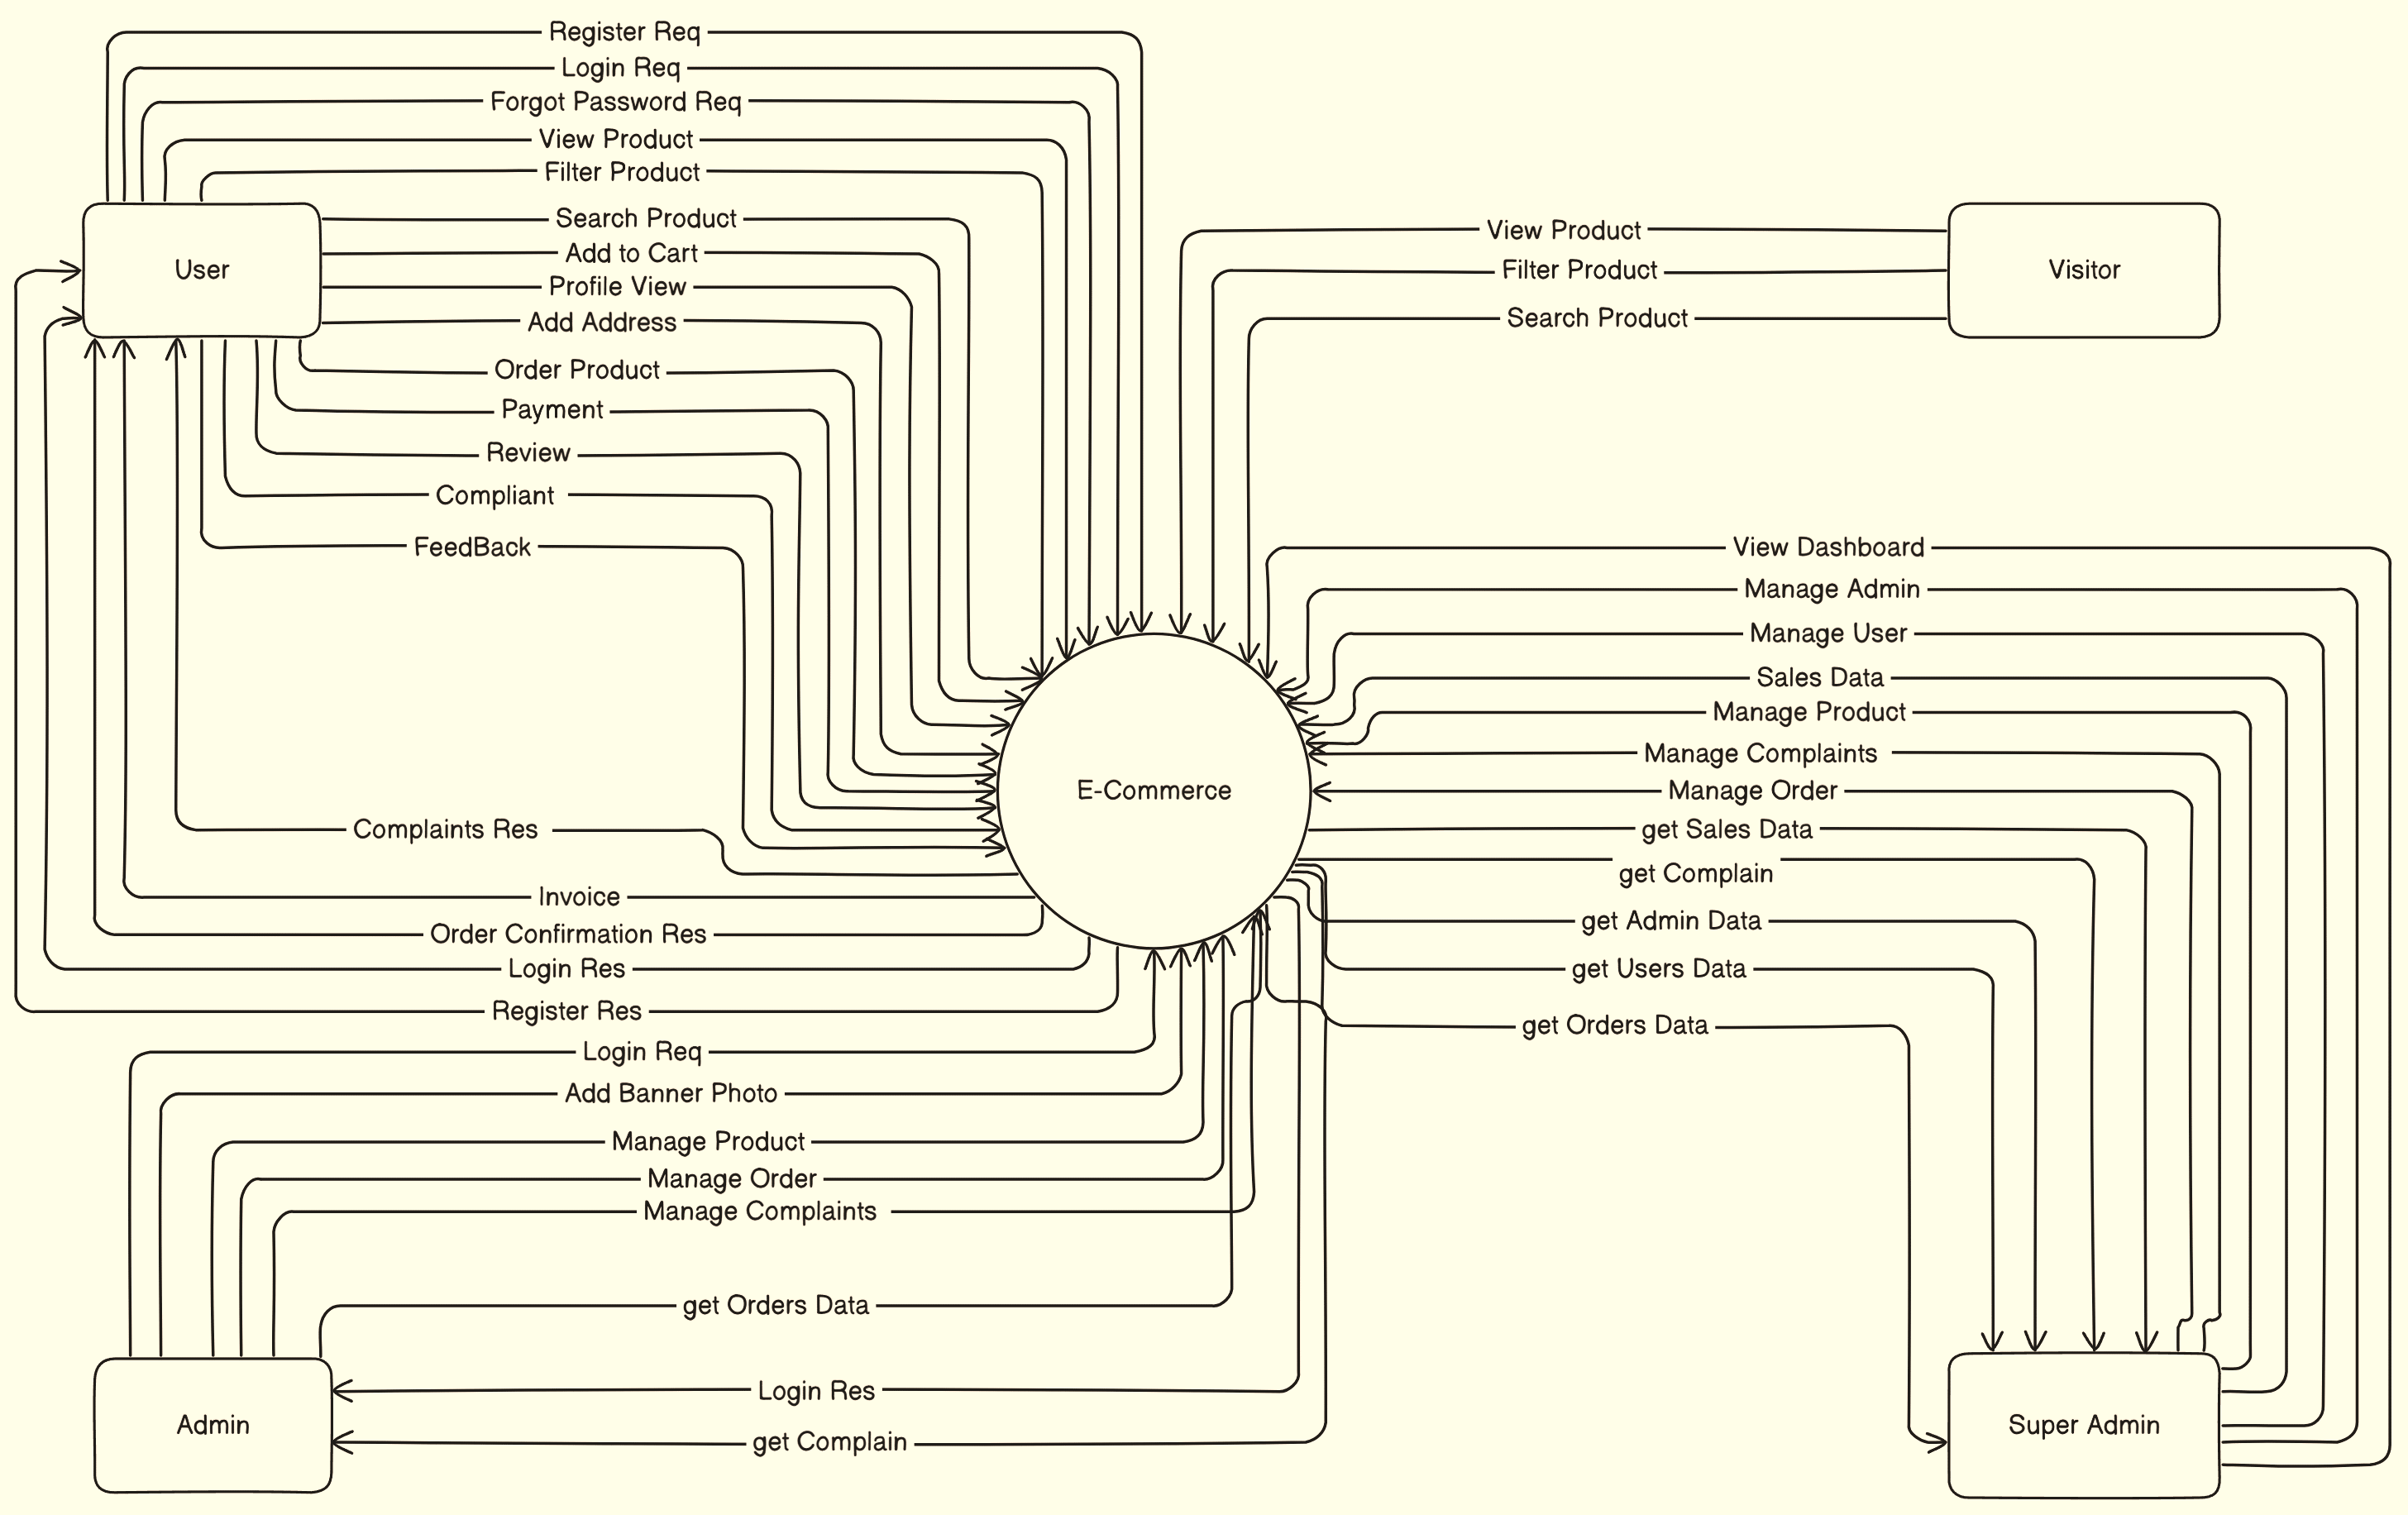 Register Req
Login Req
Forgot Password Req
View Product
Filter Product
Search Product
Add to Cart
Profile View
Add Address
Order Product
Payment
Review
Compliant
FeedBack
User
View Product
Filter Product
Search Product
Visitor
View Dashboard
Manage Admin
Manage User
Sales Data
Manage Product
Manage Complaints
Manage Order
E-Commerce
get Sales Data
get Complain
get Admin Data
get Users Data
get Orders Data
Complaints Res
Invoice
Order Confirmation Res
Login Res
Register Res
Login Req
Add Banner Photo
Manage Product
Manage Order
Manage Complaints
get Orders Data
Login Res
get Complain
Admin
Super Admin